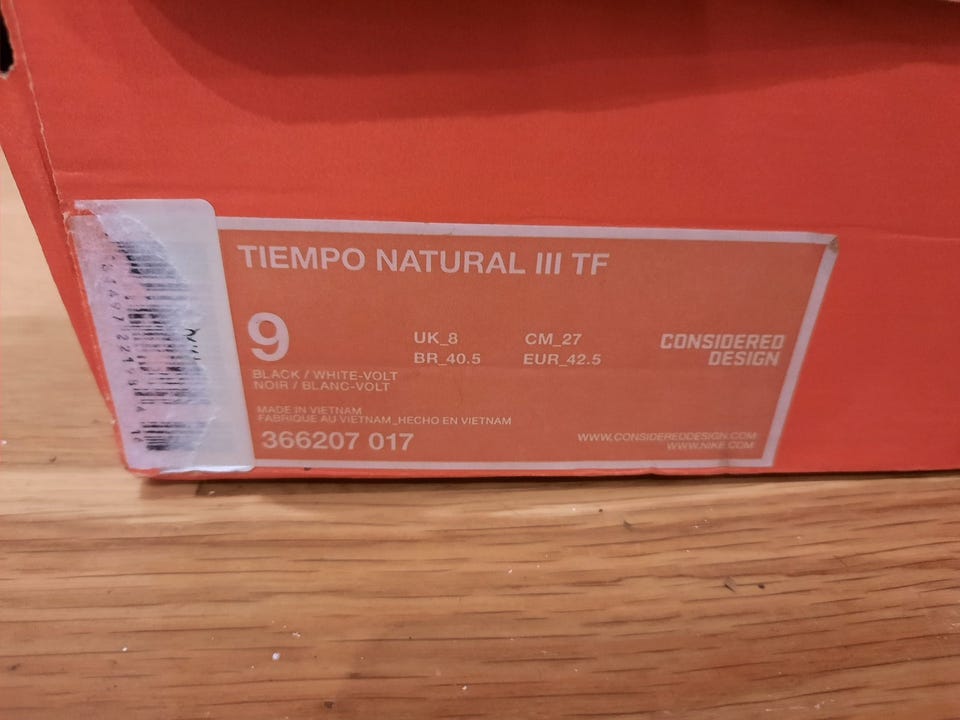 TIEMPO NATURAL III TF
9
UK_8 CM_27
BR_40.5 EUR_42.5
CONSIDERED
DESIGN
BLACK / WHITE-VOLT
NOIR / BLANC-VOLT
MADE IN VIETNAM
FABRIQUE AU VIETNAM_HECHO EN VIETNAM
366207 017
WWW.CONSIDEREDDESIGN.COM
WWW.NIKE.COM